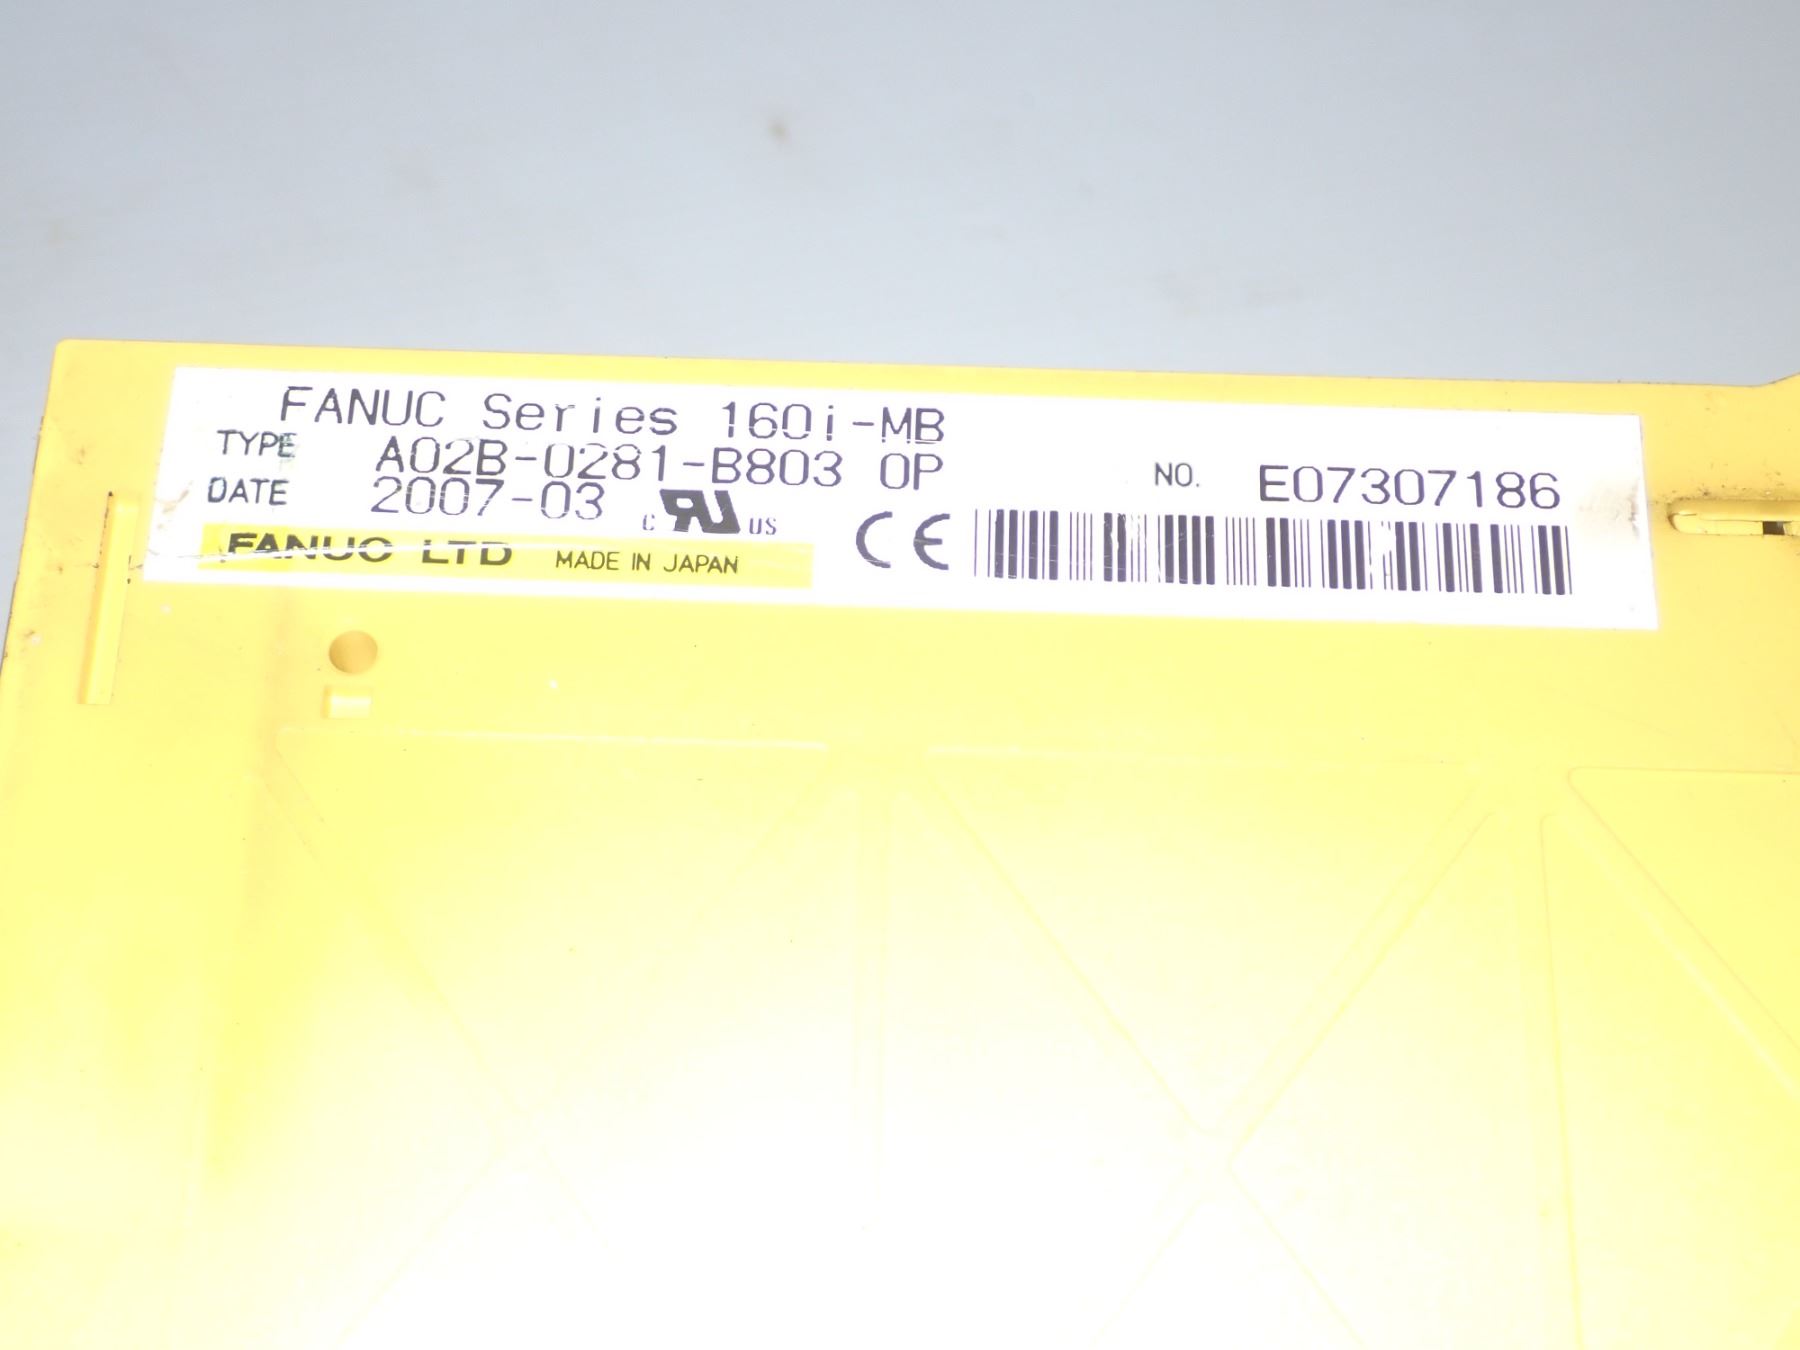 FANUC Series 160i-MB
TYPE A02B-0281-B803 0P
NO. E07307186
DATE 2007-03
c RU US
CE
FANUC LTD MADE IN JAPAN